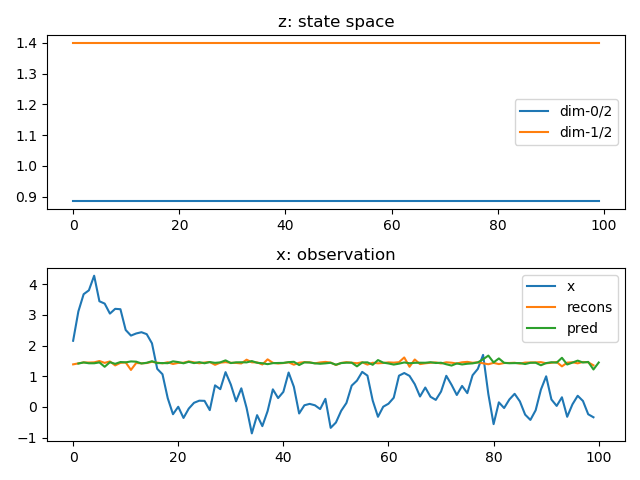 z: state space
1.4
1.3
1.2
1.1
1.0
0.9
dim-0/2
dim-1/2
0 20 40 60 80 100
x: observation
4
3
2
1
0
−1
x
recons
pred
0 20 40 60 80 100